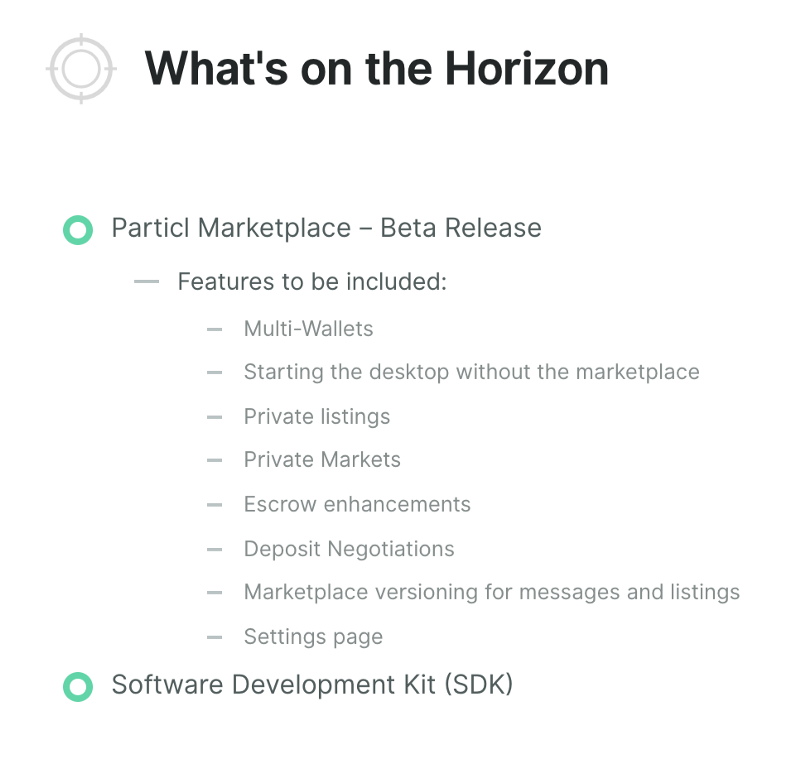 What's on the Horizon
Particl Marketplace – Beta Release
— Features to be included:
– Multi-Wallets
– Starting the desktop without the marketplace
– Private listings
– Private Markets
– Escrow enhancements
– Deposit Negotiations
– Marketplace versioning for messages and listings
– Settings page
Software Development Kit (SDK)